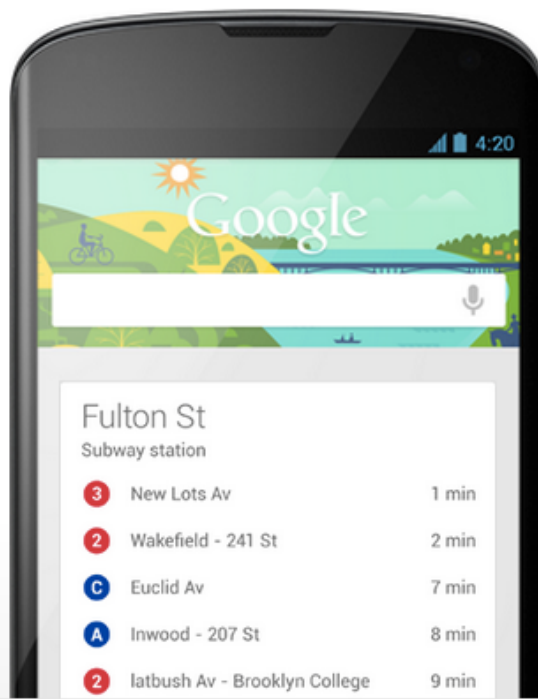 4:20
Google
Fulton St
Subway station
3 New Lots Av 1 min
2 Wakefield - 241 St 2 min
C Euclid Av 7 min
A Inwood - 207 St 8 min
2 latbush Av - Brooklyn College 9 min